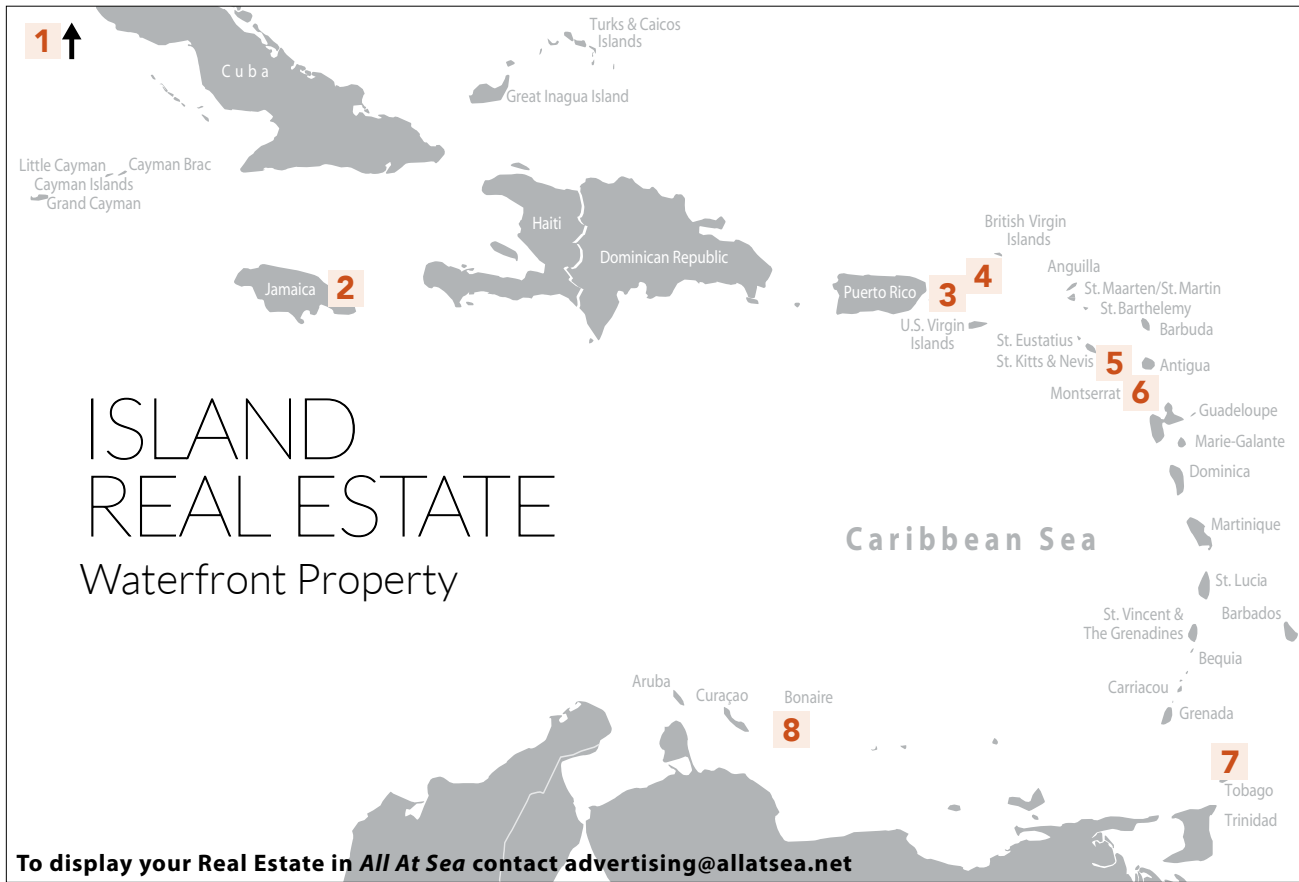 1
Turks & Caicos
Islands
Cuba
Great Inagua Island
Little Cayman
Cayman Brac
Cayman Islands
Grand Cayman
Haiti
Dominican Republic
Jamaica
2
Puerto Rico
3
4
British Virgin
Islands
U.S. Virgin
Islands
Anguilla
St. Maarten/St. Martin
St. Barthelemy
Barbuda
St. Eustatius
St. Kitts & Nevis
5
Antigua
Montserrat
6
Guadeloupe
Marie-Galante
Dominica
ISLAND
REAL ESTATE
Waterfront Property
Caribbean Sea
Martinique
St. Lucia
St. Vincent &
The Grenadines
Barbados
Bequia
Carriacou
Grenada
Aruba
Curaçao
Bonaire
8
7
Tobago
Trinidad
To display your Real Estate in All At Sea contact advertising@allatsea.net